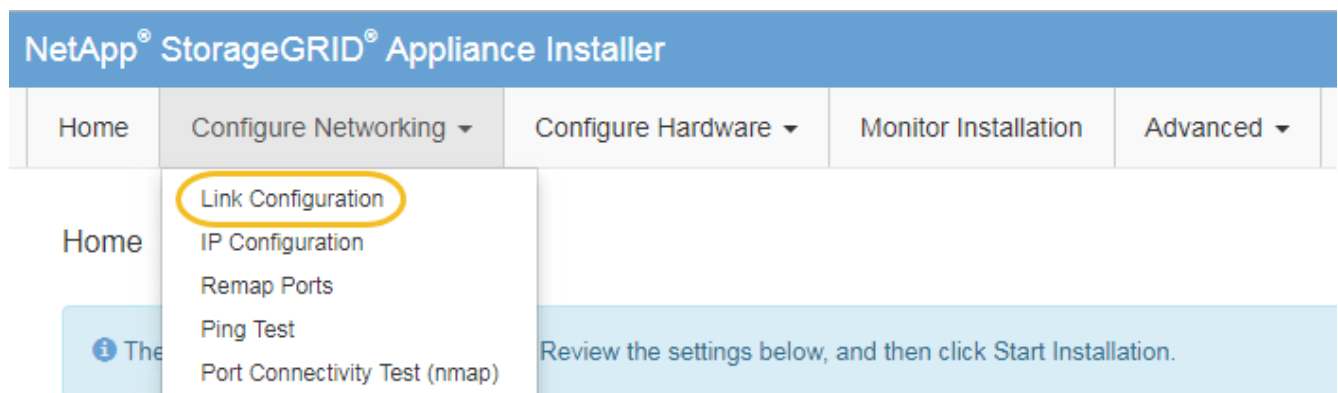 NetApp® StorageGRID® Appliance Installer
Home Configure Networking Configure Hardware Monitor Installation Advanced
Link Configuration
Home
IP Configuration
Remap Ports
Ping Test
The Review the settings below, and then click Start Installation.
Port Connectivity Test (nmap)